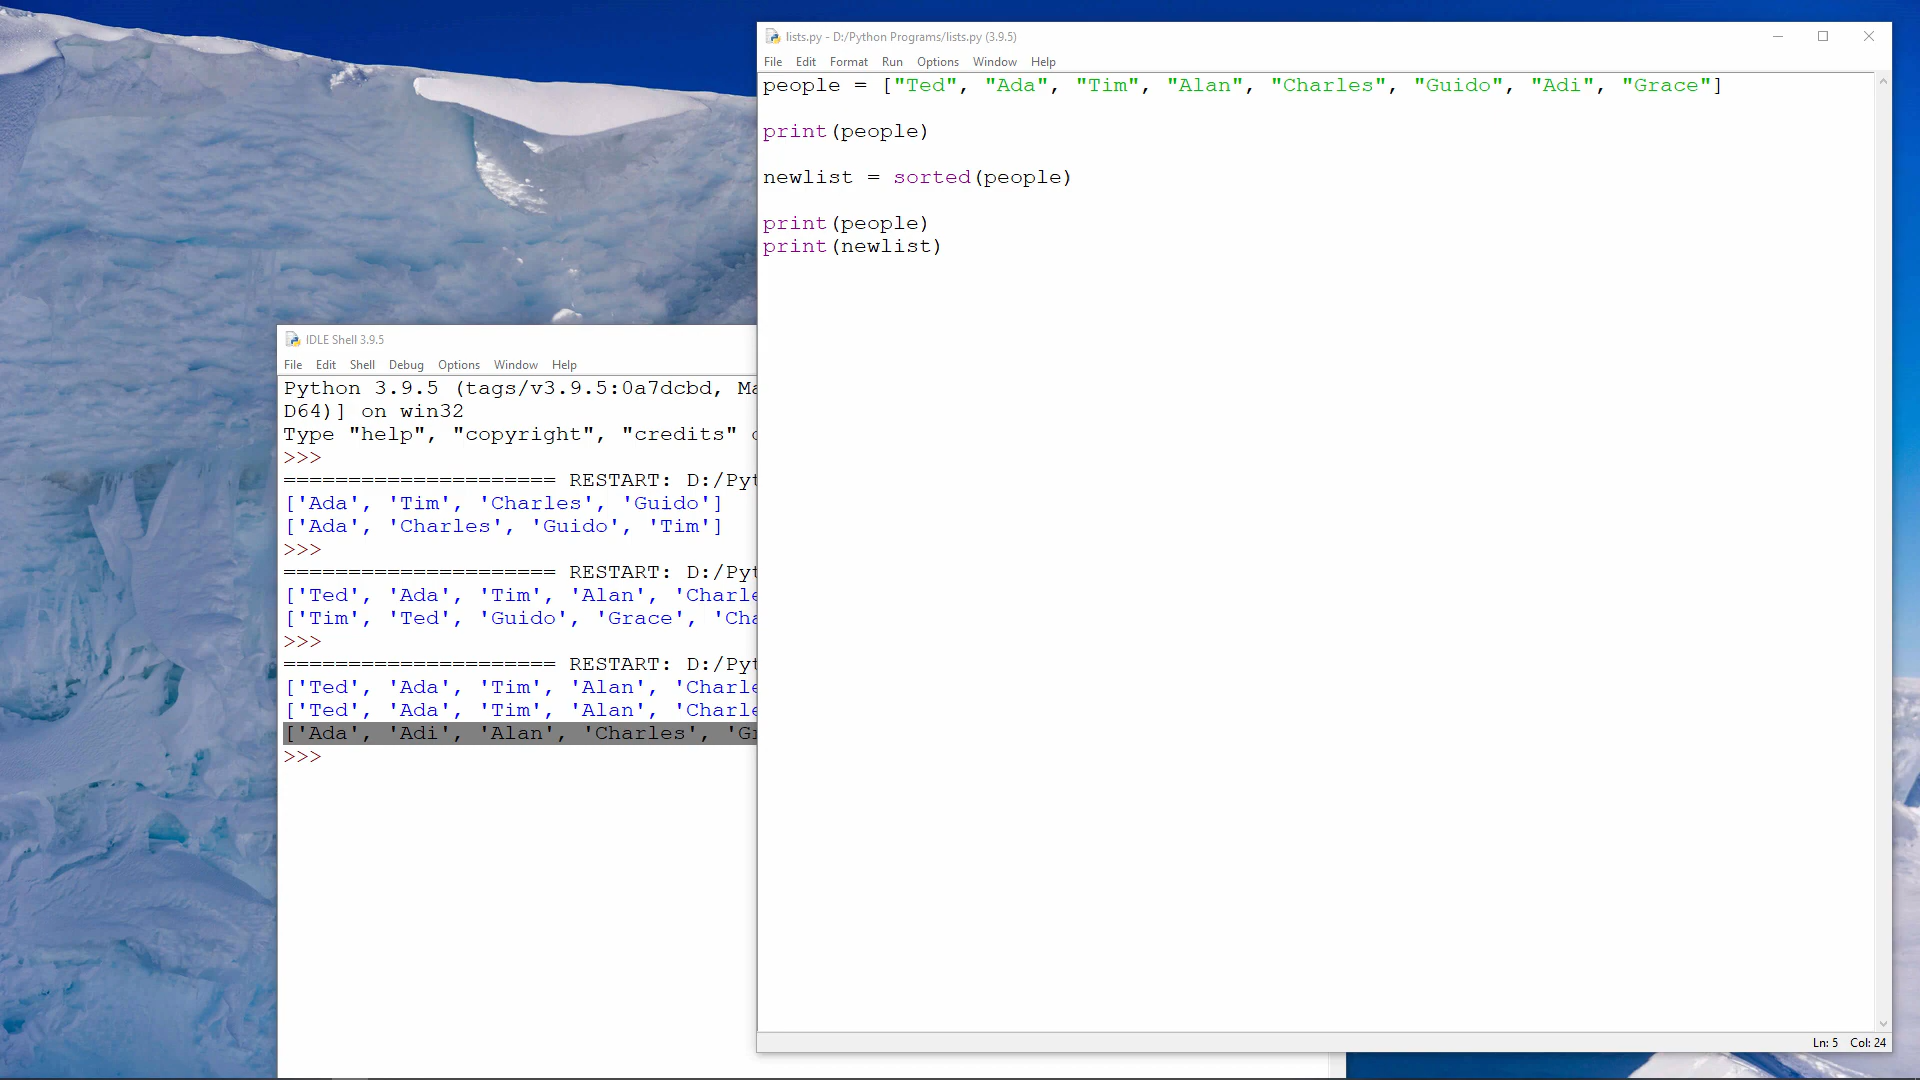 lists.py - D:/Python Programs/lists.py (3.9.5)
File Edit Format Run Options Window Help
people = ["Ted", "Ada", "Tim", "Alan", "Charles", "Guido", "Adi", "Grace"]
print(people)
newlist = sorted(people)
print(people)
print(newlist)
Ln: 5 Col: 24
IDLE Shell 3.9.5
File Edit Shell Debug Options Window Help
Python 3.9.5 (tags/v3.9.5:0a7dcbd, Ma
D64)] on win32
Type "help", "copyright", "credits"
>>>
===================== RESTART: D:/Pyt
['Ada', 'Tim', 'Charles', 'Guido']
['Ada', 'Charles', 'Guido', 'Tim']
>>>
===================== RESTART: D:/Pyt
['Ted', 'Ada', 'Tim', 'Alan', 'Charle
['Tim', 'Ted', 'Guido', 'Grace', 'Cha
>>>
===================== RESTART: D:/Pyt
['Ted', 'Ada', 'Tim', 'Alan', 'Charle
['Ted', 'Ada', 'Tim', 'Alan', 'Charle
['Ada', 'Adi', 'Alan', 'Charles', 'Gr
>>>